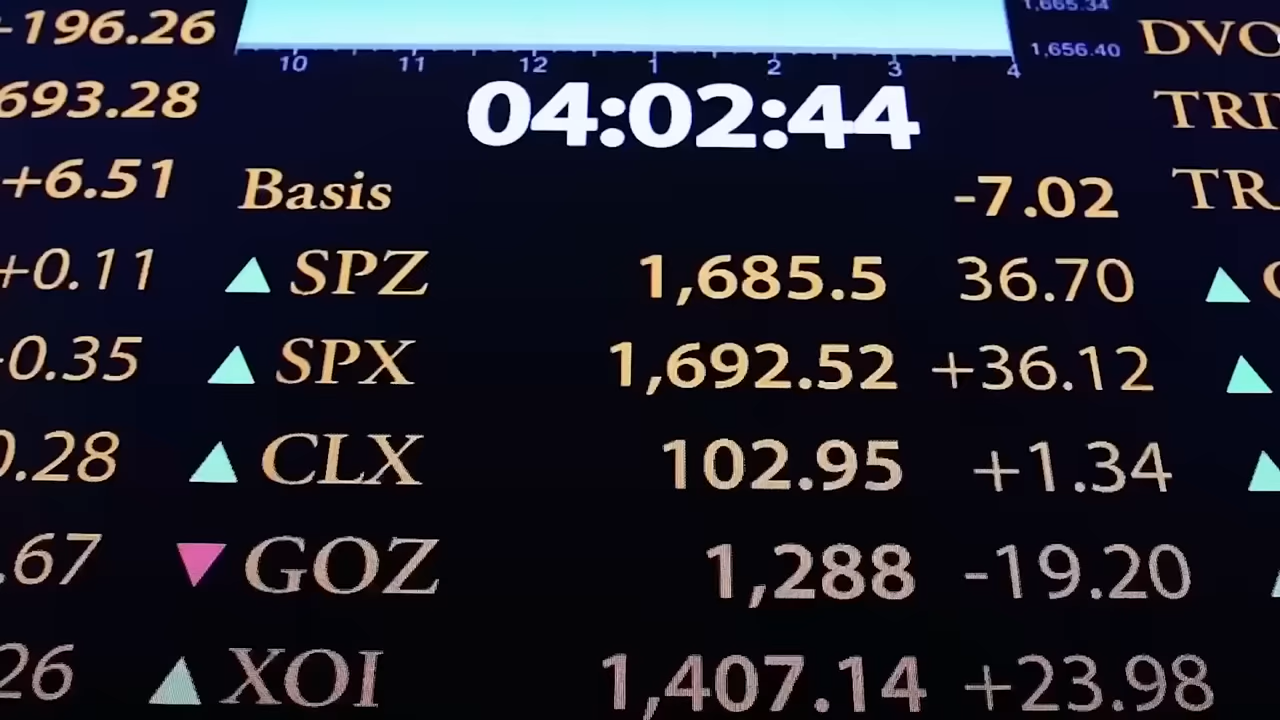 -196.26
1,665.34
1,656.40
DVO
10 11 12 1 2 3 4
693.28
04:02:44
TRI
+6.51 Basis -7.02 TR
+0.11 SPZ 1,685.5 36.70
0.35 SPX 1,692.52 +36.12
0.28 CLX 102.95 +1.34
.67 GOZ 1,288 -19.20
26 XOI 1,407.14 +23.98